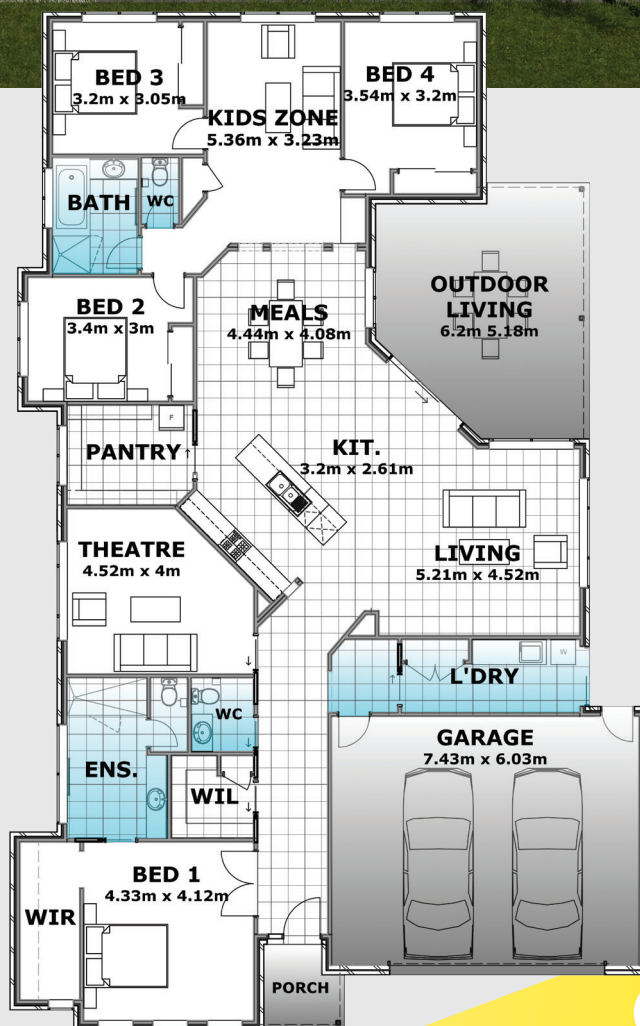 BED 3
3.2m x 3.05m
KIDS ZONE
5.36m x 3.23m
BED 4
3.54m x 3.2m
BATH
WC
BED 2
3.4m x 3m
MEALS
4.44m x 4.08m
OUTDOOR
LIVING
6.2m 5.18m
F
PANTRY
KIT.
3.2m x 2.61m
THEATRE
4.52m x 4m
LIVING
5.21m x 4.52m
W
L'DRY
WC
ENS.
WIL
GARAGE
7.43m x 6.03m
BED 1
4.33m x 4.12m
WIR
PORCH